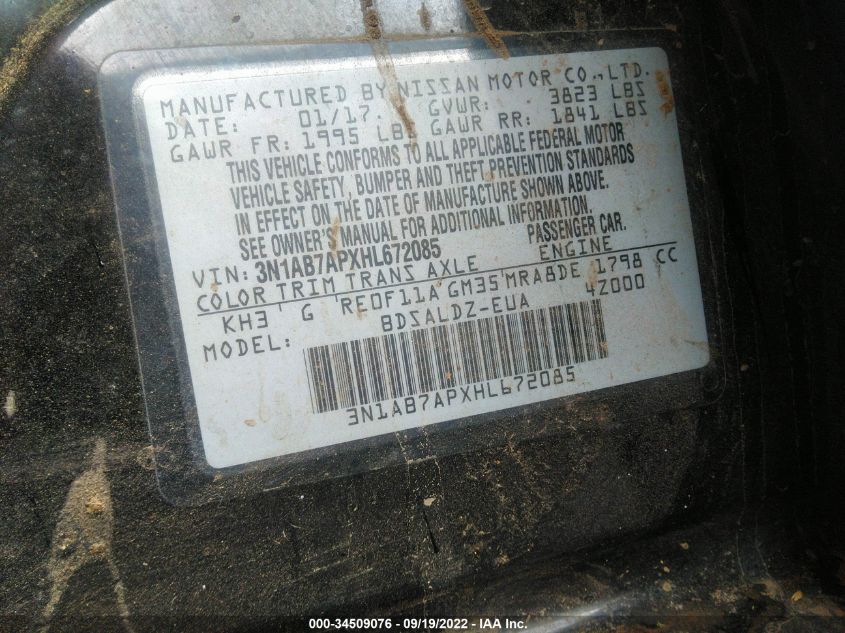 MANUFACTURED BY NISSAN MOTOR CO., LTD.
DATE: 01/17. GVWR: 3823 LBS
GAWR FR: 1995 LBS GAWR RR: 1841 LBS
THIS VEHICLE CONFORMS TO ALL APPLICABLE FEDERAL MOTOR
VEHICLE SAFETY, BUMPER AND THEFT PREVENTION STANDARDS
IN EFFECT ON THE DATE OF MANUFACTURE SHOWN ABOVE.
SEE OWNER'S MANUAL FOR ADDITIONAL INFORMATION.
VIN: 3N1AB7APXHL672085 PASSENGER CAR.
COLOR TRIM TRANS AXLE ENGINE
KH3 G RE0F11A GM35 MRA8DE 1798 CC
MODEL: BDSALDZ-EUA 42000
3N1AB7APXHL672085
000-34509076 - 09/19/2022 - IAA Inc.